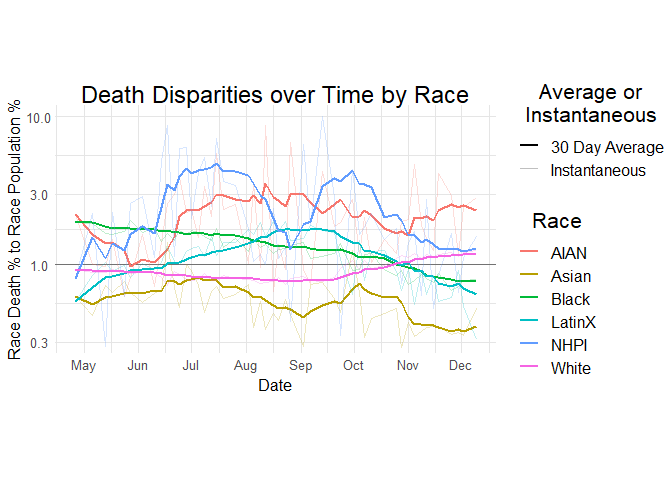 Death Disparities over Time by Race
Race Death % to Race Population %
10.0
3.0
1.0
0.3
May
Jun
Jul
Aug
Sep
Oct
Nov
Dec
Date
Average or
Instantaneous
30 Day Average
Instantaneous
Race
AIAN
Asian
Black
LatinX
NHPI
White